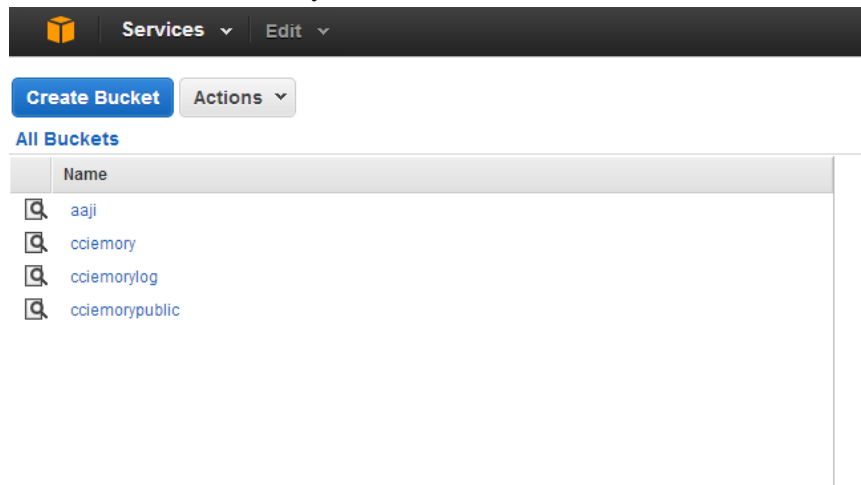 Services Edit
Create Bucket Actions
All Buckets
Name
aaji
cciemory
cciemorylog
cciemorypublic